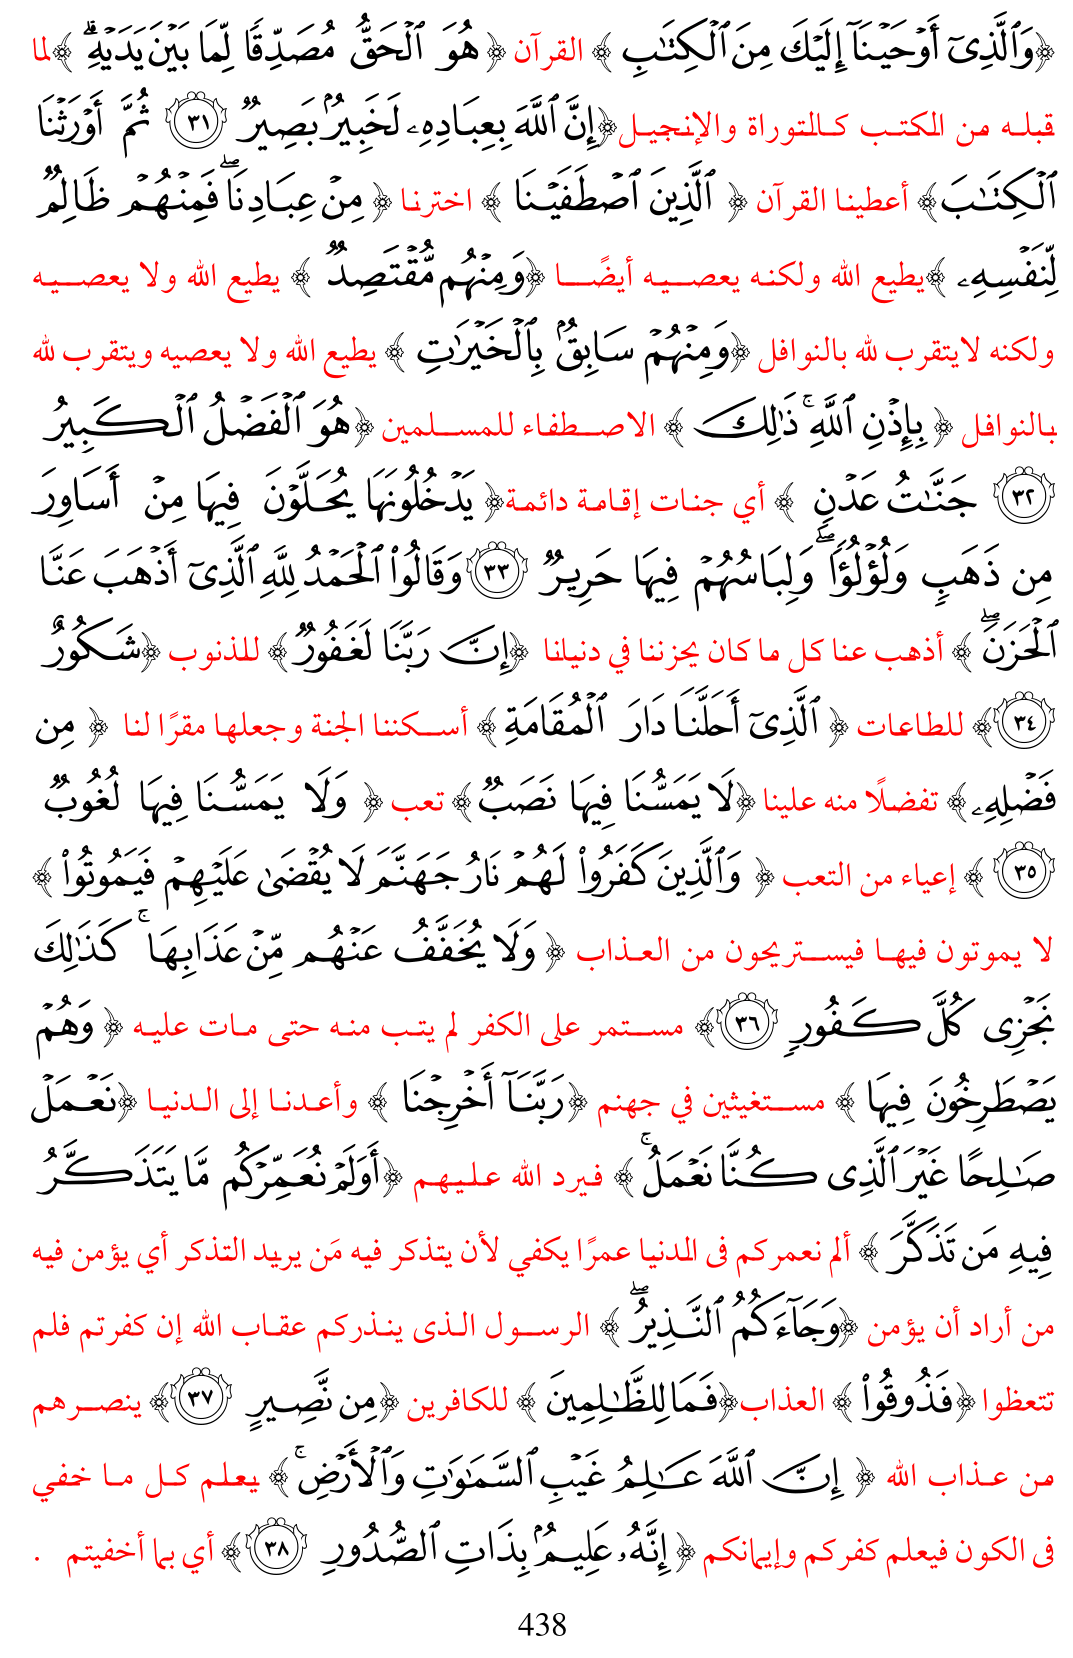 ﴿وَٱلَّذِىٓ أَوۡحَيۡنَآ إِلَيۡكَ مِنَ ٱلۡكِتَٰبِ ﴾ القرآن ﴿ هُوَ ٱلۡحَقُّ مُصَدِّقٗا لِّمَا بَيۡنَ يَدَيۡهِۗ ﴾لما
قبله من المكتب كالتوراة والإنجيل﴿إِنَّ ٱللَّهَ بِعِبَادِهِۦ لَخَبِيرُۢ بَصِيرٞ ٣١ ثُمَّ أَوۡرَثۡنَا
ٱلۡكِتَٰبَ﴾ أعطينا القرآن ﴿ ٱلَّذِينَ ٱصۡطَفَيۡنَا ﴾ اخترنا ﴿ مِنۡ عِبَادِنَاۖ فَمِنۡهُمۡ ظَالِمٞ
لِّنَفۡسِهِۦ ﴾يطيع الله ولكنه يعصيه أيضًا ﴿وَمِنۡهُم مُّقۡتَصِدٞ ﴾ يطيع الله ولا يعصيه
ولكنه لايتقرب لله بالنوافل ﴿وَمِنۡهُمۡ سَابِقُۢ بِٱلۡخَيۡرَٰتِ ﴾ يطيع الله ولا يعصيه ويتقرب لله
بالنوافل ﴿ بِإِذۡنِ ٱللَّهِۚ ذَٰلِكَ ﴾ الاصطفاء للمسلمين ﴿هُوَ ٱلۡفَضۡلُ ٱلۡكَبِيرُ
٣٢ جَنَّٰتُ عَدۡنٖ ﴾ أي جنات إقامة دائمة﴿ يَدۡخُلُونَهَا يُحَلَّوۡنَ فِيهَا مِنۡ أَسَاوِرَ
مِن ذَهَبٖ وَلُؤۡلُؤٗاۖ وَلِبَاسُهُمۡ فِيهَا حَرِيرٞ ٣٣ وَقَالُواْ ٱلۡحَمۡدُ لِلَّهِ ٱلَّذِىٓ أَذۡهَبَ عَنَّا
ٱلۡحَزَنَۖ ﴾ أذهب عنا كل ما كان يحزننا في دنيانا ﴿إِنَّ رَبَّنَا لَغَفُورٞ﴾ للذنوب ﴿شَكُورٌ
٣٤﴾ للطاعات ﴿ ٱلَّذِىٓ أَحَلَّنَا دَارَ ٱلۡمُقَامَةِ﴾ أسكننا الجنة وجعلها مقرًا لنا ﴿ مِن
فَضۡلِهِۦ ﴾ تفضلًا منه علينا ﴿لَا يَمَسُّنَا فِيهَا نَصَبٞ﴾ تعب ﴿ وَلَا يَمَسُّنَا فِيهَا لُغُوبٞ
٣٥ ﴾ إعياء من التعب ﴿ وَٱلَّذِينَ كَفَرُواْ لَهُمۡ نَارُ جَهَنَّمَ لَا يُقۡضَىٰ عَلَيۡهِمۡ فَيَمُوتُواْ ﴾
لا يموتون فيها فيستريحون من العذاب ﴿ وَلَا يُخَفَّفُ عَنۡهُم مِّنۡ عَذَابِهَاۚ كَذَٰلِكَ
نَجۡزِى كُلَّ كَفُورٖ ٣٦﴾ مستمر على الكفر لم يتب منه حتى مات عليه ﴿ وَهُمۡ
يَصۡطَرِخُونَ فِيهَا ﴾ مستغيثين في جهنم ﴿رَبَّنَآ أَخۡرِجۡنَا ﴾ وأعدنا إلى الدنيا ﴿نَعۡمَلۡ
صَٰلِحًا غَيۡرَ ٱلَّذِى كُنَّا نَعۡمَلُۚ﴾ فيرد الله عليهم ﴿أَوَلَمۡ نُعَمِّرۡكُم مَّا يَتَذَكَّرُ
فِيهِ مَن تَذَكَّرَ ﴾ ألم نعمركم فى الدنيا عمرًا يكفي لأن يتذكر فيه مَن يريد التذكر أي يؤمن فيه
من أراد أن يؤمن ﴿وَجَآءَكُمُ ٱلنَّذِيرُۖ ﴾ الرسول الذى ينذركم عقاب الله إن كفرتم فلم
تتعظوا ﴿فَذُوقُواْ ﴾ العذاب﴿فَمَا لِلظَّٰلِمِينَ ﴾ للكافرين ﴿مِن نَّصِيرٍ ٣٧﴾ ينصرهم
من عذاب الله ﴿ إِنَّ ٱللَّهَ عَٰلِمُ غَيۡبِ ٱلسَّمَٰوَٰتِ وَٱلۡأَرۡضِۚ ﴾ يعلم كل ما خفي
فى الكون فيعلم كفركم وإيمانكم ﴿ إِنَّهُۥ عَلِيمُۢ بِذَاتِ ٱلصُّدُورِ ٣٨ ﴾ أي بما أخفيتم .
438